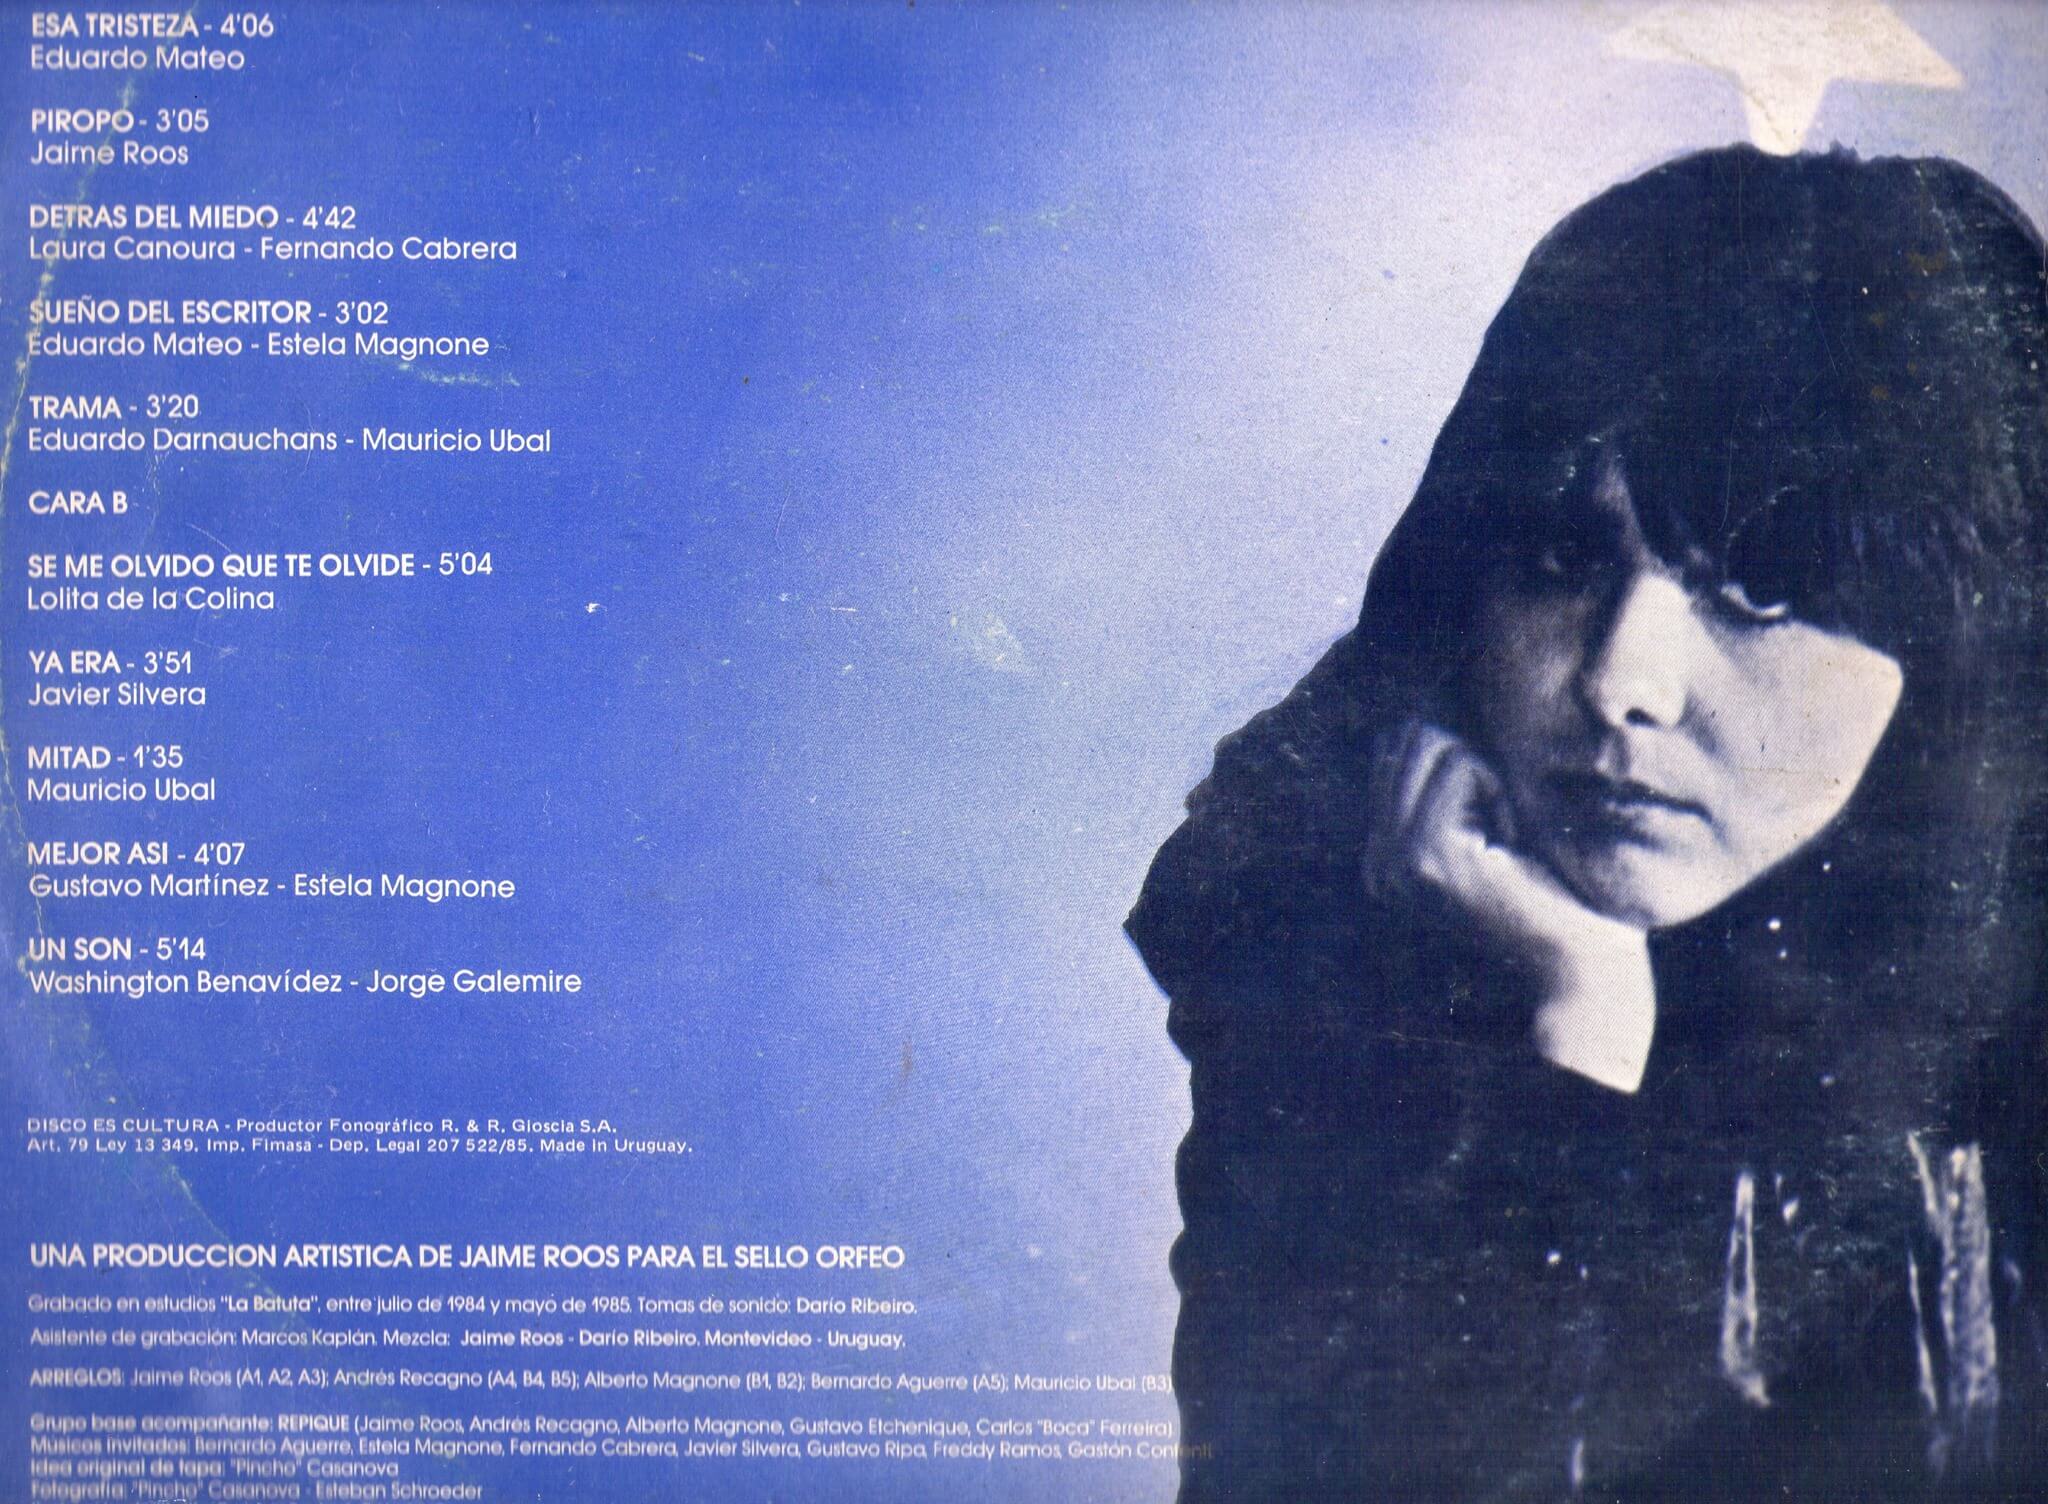 ESA TRISTEZA - 4'06
Eduardo Mateo
PIROPO - 3'05
Jaime Roos
DETRAS DEL MIEDO - 4'42
Laura Canoura - Fernando Cabrera
SUEÑO DEL ESCRITOR - 3'02
Eduardo Mateo - Estela Magnone
TRAMA - 3'20
Eduardo Darnauchans - Mauricio Ubal
CARA B
SE ME OLVIDO QUE TE OLVIDE - 5'04
Lolita de la Colina
YA ERA - 3'51
Javier Silvera
MITAD - 1'35
Mauricio Ubal
MEJOR ASI - 4'07
Gustavo Martínez - Estela Magnone
UN SON - 5'14
Washington Benavídez - Jorge Galemire
DISCO ES CULTURA - Productor Fonográfico R. & R. Gioscia S.A.
Art. 79 Ley 13 349. Imp. Fimasa - Dep. Legal 207 522/85. Made in Uruguay.
UNA PRODUCCION ARTISTICA DE JAIME ROOS PARA EL SELLO ORFEO
Grabado en estudios "La Batuta", entre julio de 1984 y mayo de 1985. Tomas de sonido: Darío Ribeiro.
Asistente de grabación: Marcos Kaplán. Mezcla: Jaime Roos - Darío Ribeiro. Montevideo - Uruguay.
ARREGLOS: Jaime Roos (A1, A2, A3); Andrés Recagno (A4, B4, B5); Alberto Magnone (B1, B2); Bernardo Aguerre (A5); Mauricio Ubal (B3)
Grupo base acompañante: REPIQUE (Jaime Roos, Andrés Recagno, Alberto Magnone, Gustavo Etchenique, Carlos "Boca" Ferreira)
Músicos invitados: Bernardo Aguerre, Estela Magnone, Fernando Cabrera, Javier Silvera, Gustavo Ripa, Freddy Ramos, Gastón Contenti
Idea original de tapa: "Pincho" Casanova
Fotografía: "Pincho" Casanova - Esteban Schroeder